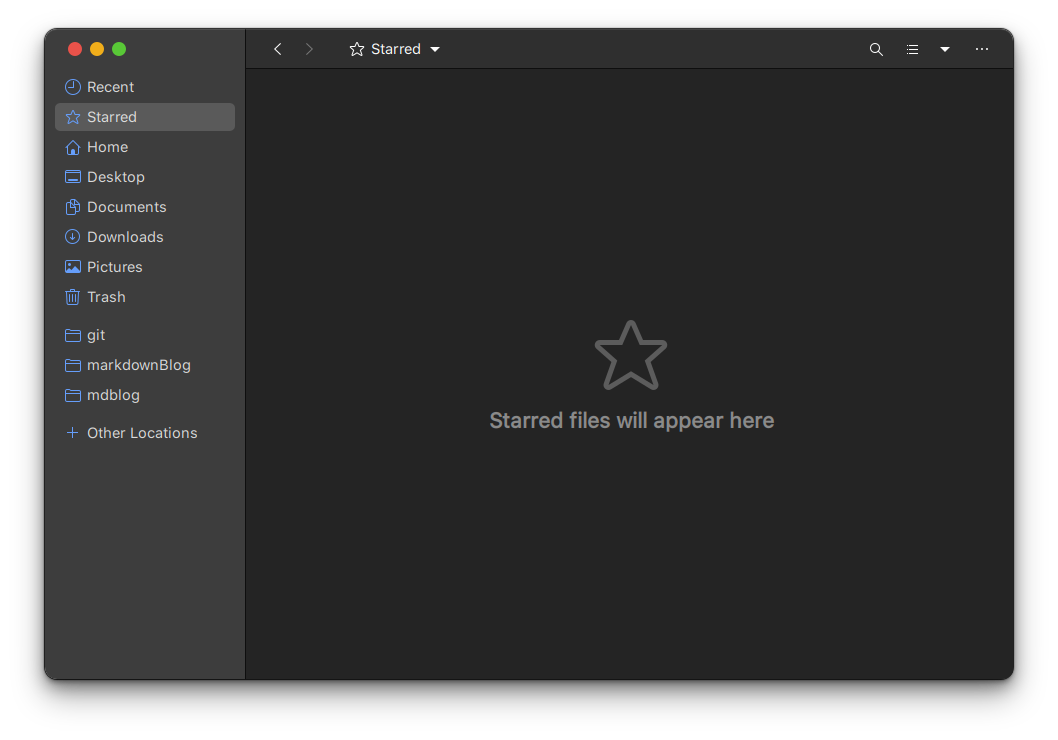 Starred
Recent
Starred
Home
Desktop
Documents
Downloads
Pictures
Trash
git
markdownBlog
mdblog
Other Locations
Starred files will appear here